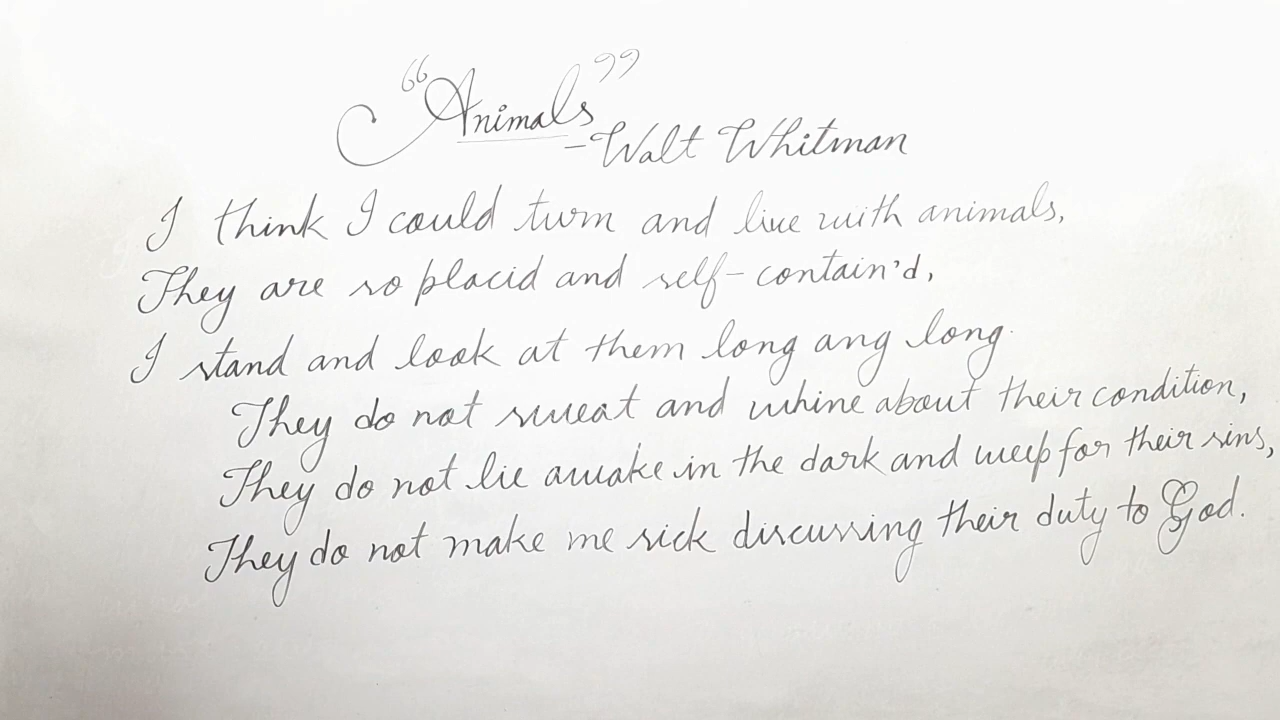 "Animals"
- Walt Whitman
I think I could turn and live with animals,
They are so placid and self-contain'd,
I stand and look at them long ang long.
They do not sweat and whine about their condition,
They do not lie awake in the dark and weep for their sins,
They do not make me sick discussing their duty to God.